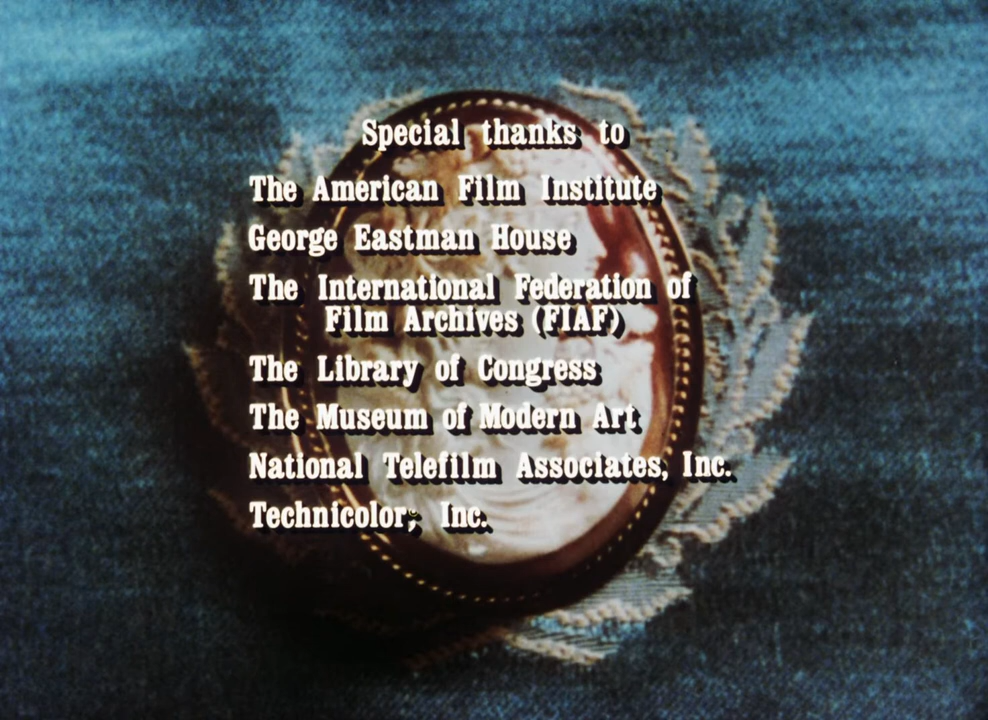 Special thanks to
The American Film Institute
George Eastman House
The International Federation of
Film Archives (FIAF)
The Library of Congress
The Museum of Modern Art
National Telefilm Associates, Inc.
Technicolor, Inc.